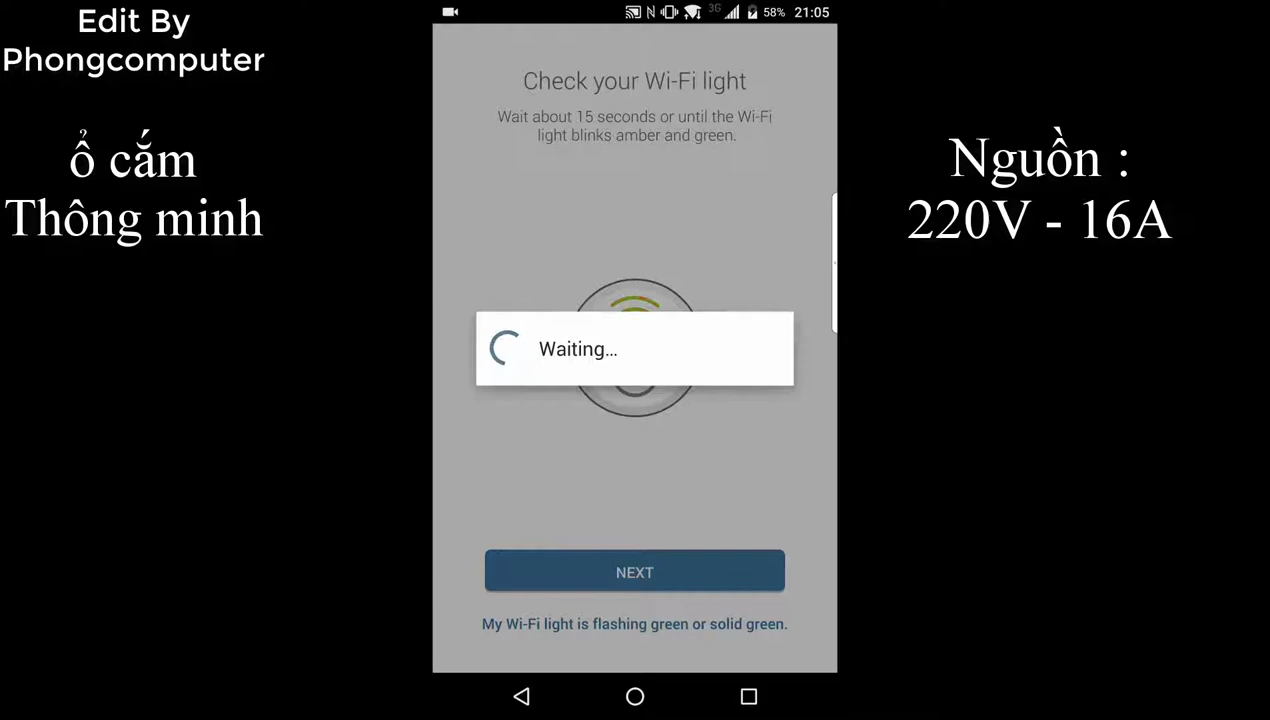 Edit By
Phongcomputer
ổ cắm
Thông minh
3G 58% 21:05
Check your Wi-Fi light
Wait about 15 seconds or until the Wi-Fi
light blinks amber and green.
Waiting...
NEXT
My Wi-Fi light is flashing green or solid green.
Nguồn :
220V - 16A